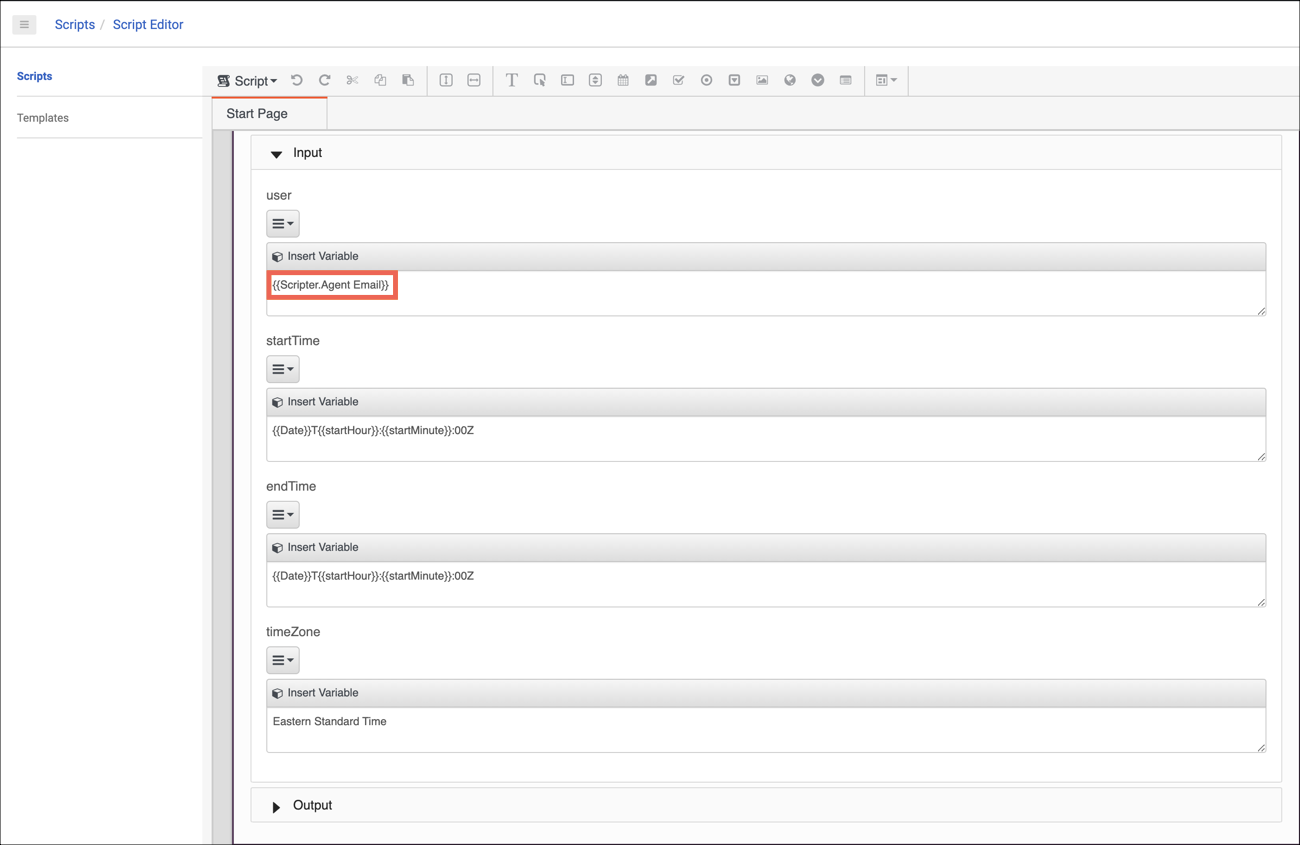 Scripts / Script Editor
Scripts
Templates
Script
Start Page
Input
user
Insert Variable
{{Scripter.Agent Email}}
startTime
Insert Variable
{{Date}}T{{startHour}}:{{startMinute}}:00Z
endTime
Insert Variable
{{Date}}T{{startHour}}:{{startMinute}}:00Z
timeZone
Insert Variable
Eastern Standard Time
Output